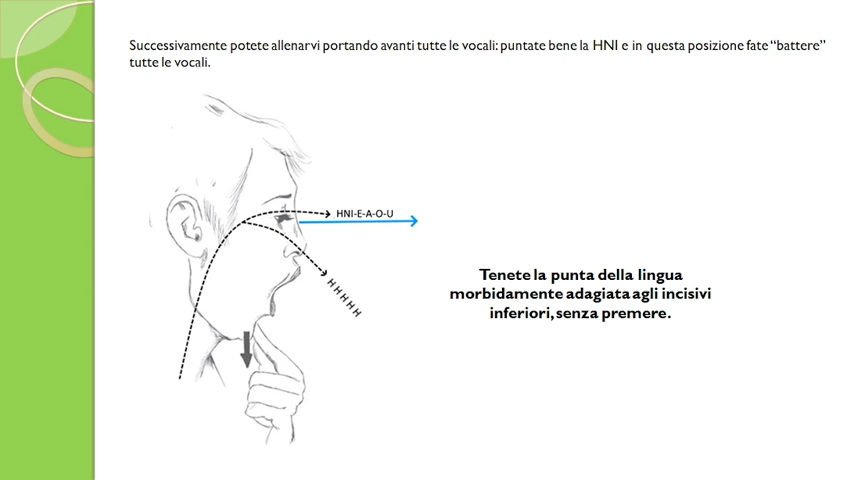 Successivamente potete allenarvi portando avanti tutte le vocali: puntate bene la HNI e in questa posizione fate “battere”
tutte le vocali.
HNI-E-A-O-U
H H H H H
Tenete la punta della lingua
morbidamente adagiata agli incisivi
inferiori, senza premere.